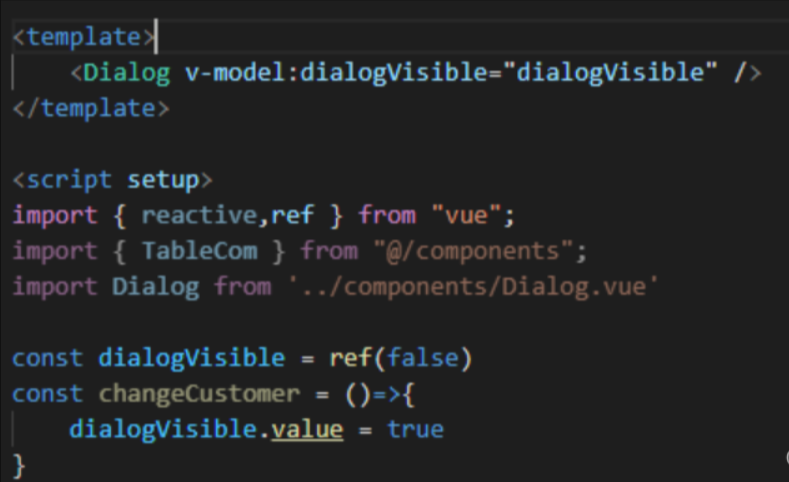 <template>
    <Dialog v-model:dialogVisible="dialogVisible" />
</template>

<script setup>
import { reactive,ref } from "vue";
import { TableCom } from "@/components";
import Dialog from '../components/Dialog.vue'

const dialogVisible = ref(false)
const changeCustomer = ()=>{
    dialogVisible.value = true
}